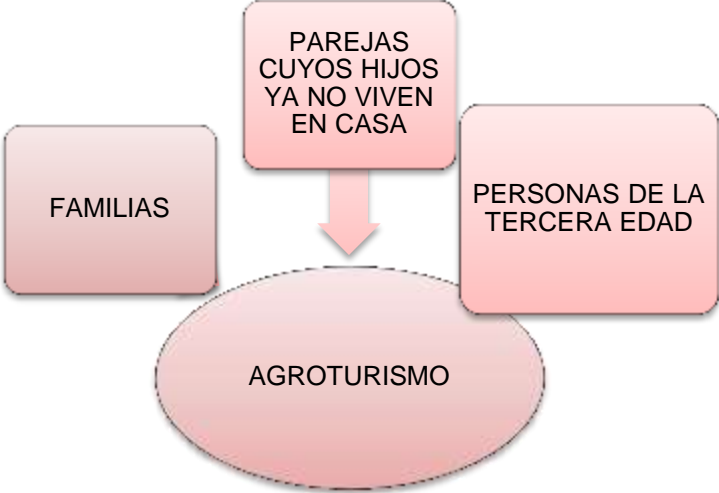 PAREJAS
CUYOS HIJOS
YA NO VIVEN
EN CASA
FAMILIAS
PERSONAS DE LA
TERCERA EDAD
AGROTURISMO